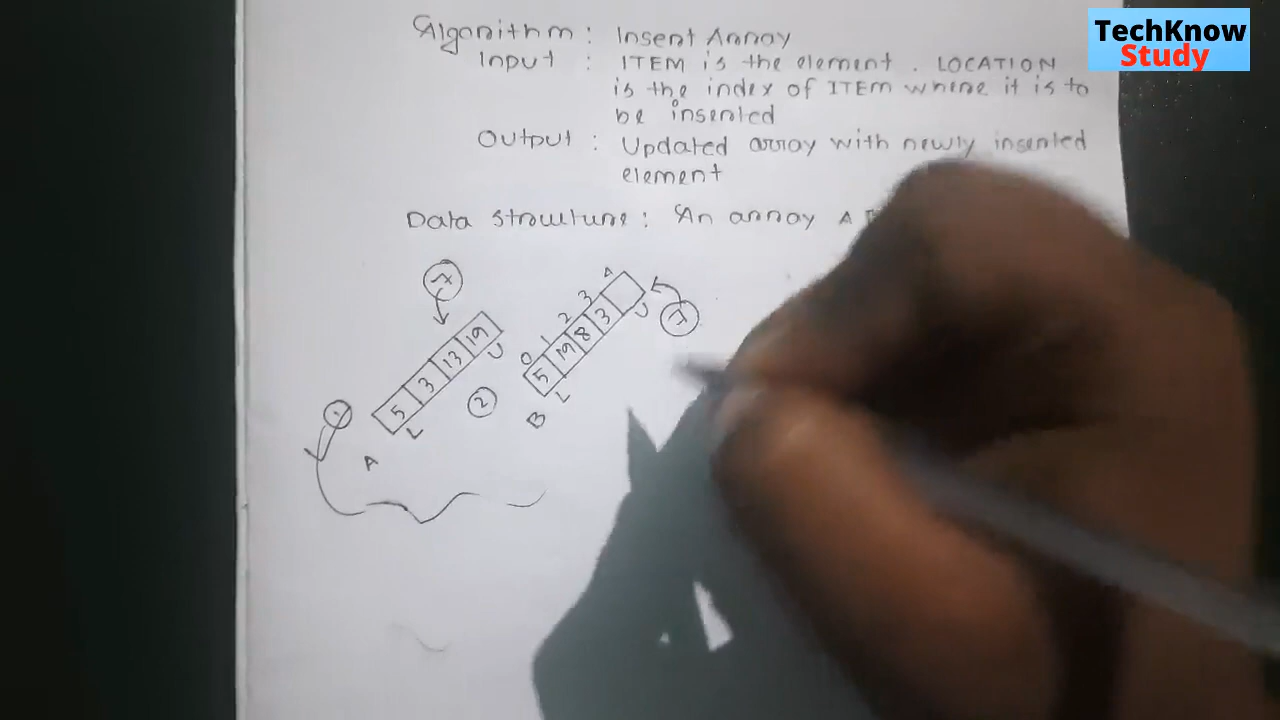 TechKnow
Study
Algorithm : Insert Array
Input : ITEM is the element . LOCATION
is the index of ITEM where it is to
be inserted
Output : Updated array with newly inserted
element
Data structure : An array A
7
5 3 13 19
L U
A
1
2
0 1 2 3 4
5 19 8 3
L U
B
7